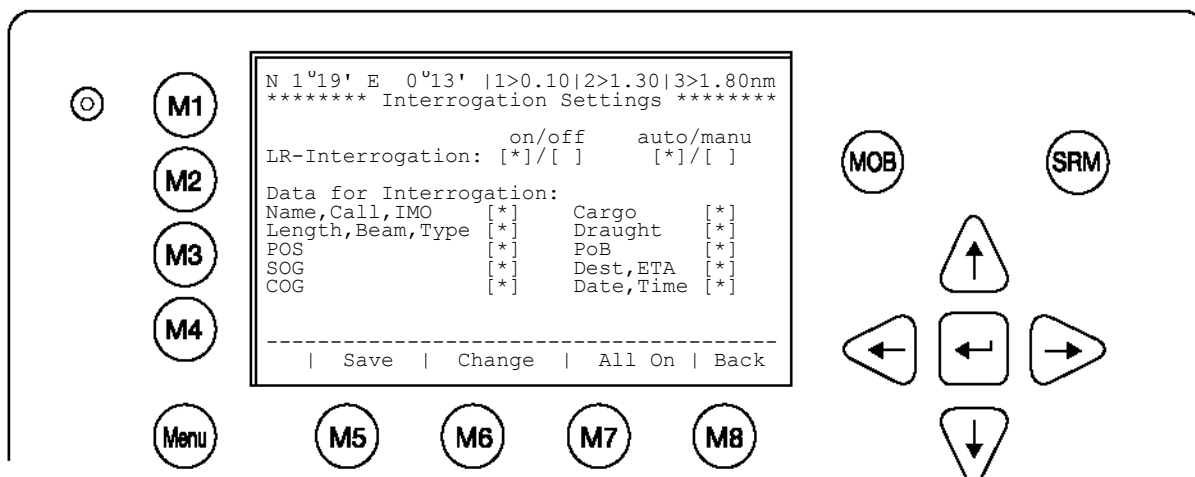 N 1°19' E 0°13' |1>0.10|2>1.30|3>1.80nm
******** Interrogation Settings ********
on/off auto/manu
LR-Interrogation: [*]/[ ] [*]/[ ]
Data for Interrogation:
Name,Call,IMO [*] Cargo [*]
Length,Beam,Type [*] Draught [*]
POS [*] PoB [*]
SOG [*] Dest,ETA [*]
COG [*] Date,Time [*]
----------------------------------------
| Save | Change | All On | Back
M1
M2
M3
M4
Menu
M5
M6
M7
M8
MOB
SRM